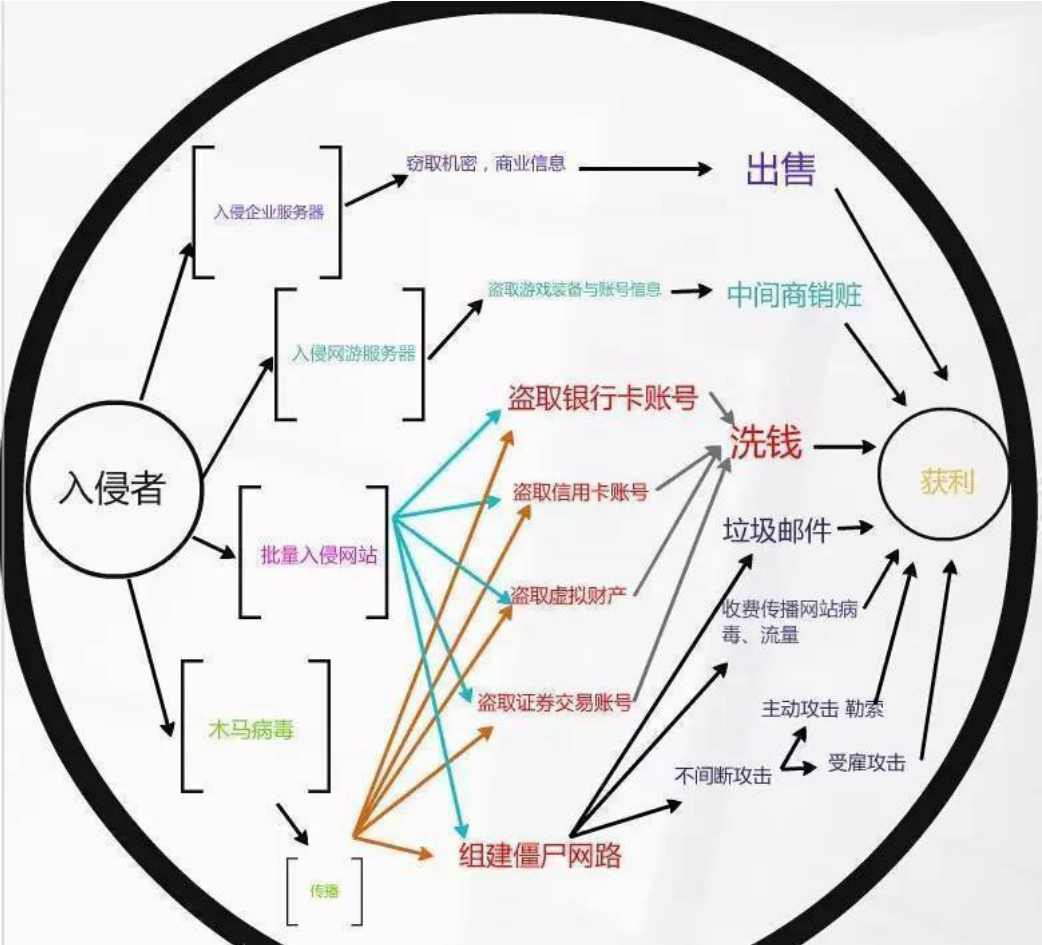 窃取机密，商业信息
出售
入侵企业服务器
盗取游戏装备与账号信息
中间商销赃
入侵网游服务器
盗取银行卡账号
洗钱
入侵者
盗取信用卡账号
获利
垃圾邮件
批量入侵网站
盗取虚拟财产
收费传播网站病
毒、流量
盗取证券交易账号
主动攻击 勒索
木马病毒
不间断攻击
受雇攻击
组建僵尸网路
传播